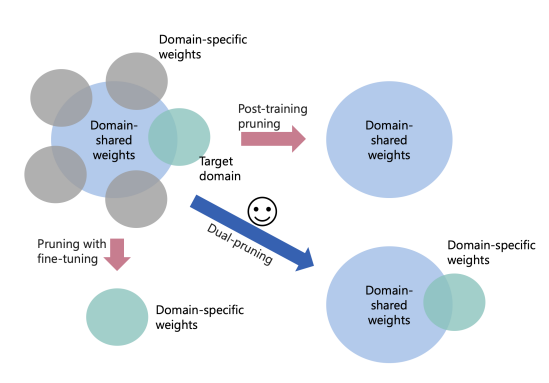 Domain-specific
weights
Domain-
shared
weights
Target
domain
Post-training
pruning
Domain-
shared
weights
Pruning with
fine-tuning
Dual-pruning
Domain-specific
weights
Domain-specific
weights
Domain-
shared
weights